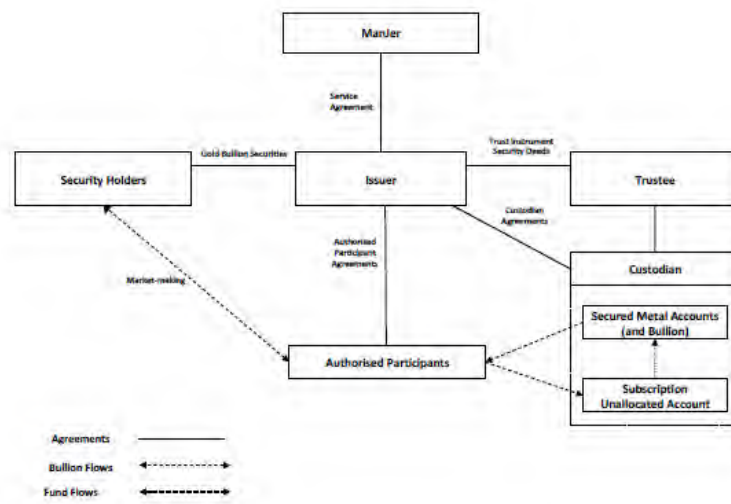 ManJer
Service
Agreement
Gold Bullion Securities
Trust Instrument
Security Deeds
Security Holders
Issuer
Trustee
Custodian
Agreements
Authorised
Participant
Agreements
Custodian
Market-making
Secured Metal Accounts
(and Bullion)
Authorised Participants
Subscription
Unallocated Account
Agreements
Bullion Flows
Fund Flows